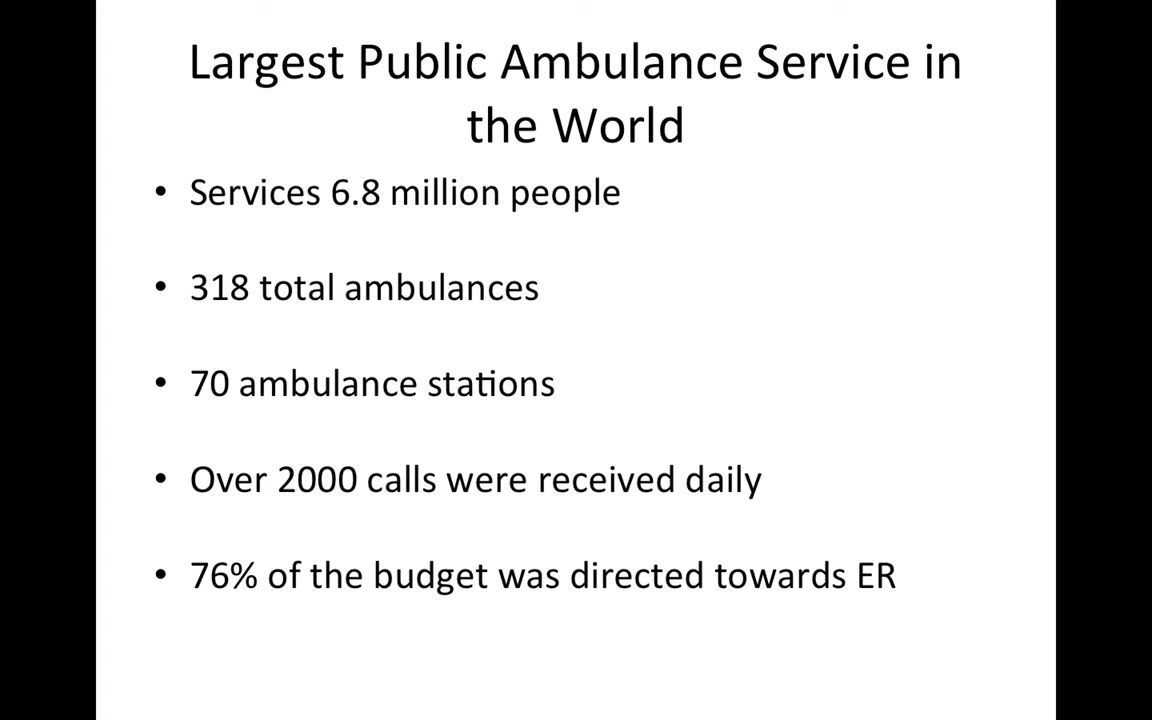 Largest Public Ambulance Service in
the World
• Services 6.8 million people
• 318 total ambulances
• 70 ambulance stations
• Over 2000 calls were received daily
• 76% of the budget was directed towards ER